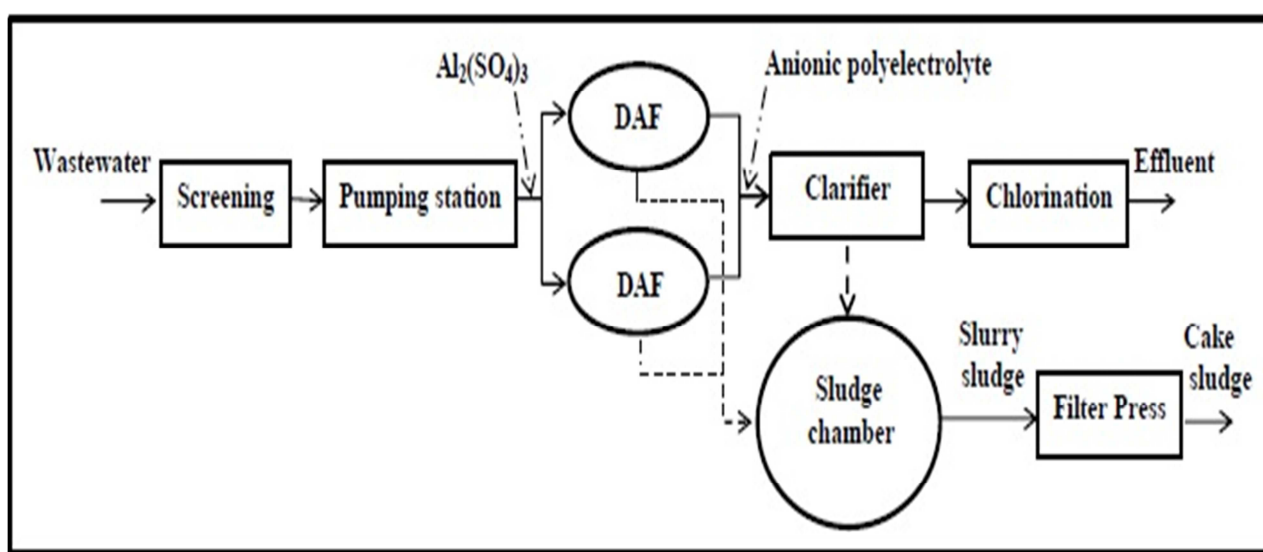 Al₂(SO₄)₃
DAF
Anionic polyelectrolyte
Wastewater
Screening
Pumping station
Clarifier
Chlorination
Effluent
DAF
Sludge
chamber
Slurry
sludge
Filter Press
Cake
sludge